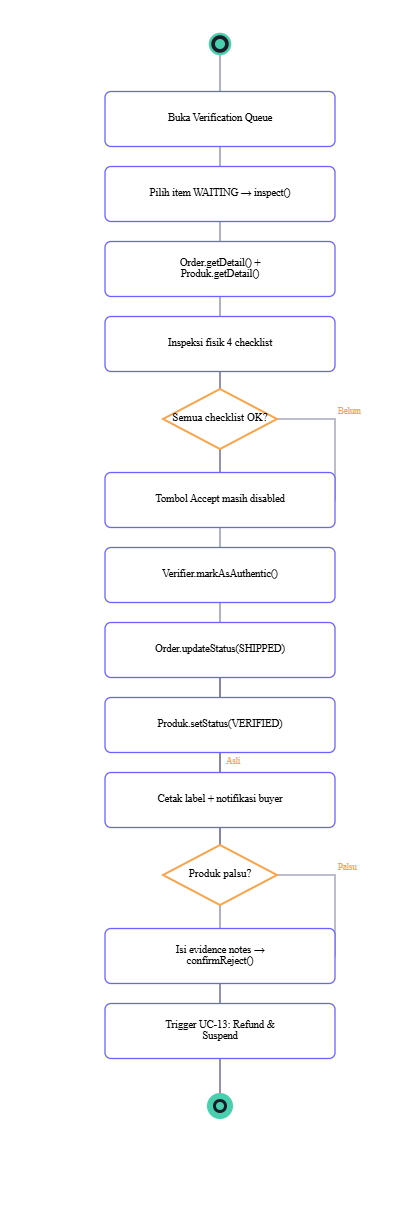 Buka Verification Queue
Pilih item WAITING → inspect()
Order.getDetail() +
Produk.getDetail()
Inspeksi fisik 4 checklist
Semua checklist OK?
Belum
Tombol Accept masih disabled
Verifier.markAsAuthentic()
Order.updateStatus(SHIPPED)
Produk.setStatus(VERIFIED)
Asli
Cetak label + notifikasi buyer
Produk palsu?
Palsu
Isi evidence notes →
confirmReject()
Trigger UC-13: Refund &
Suspend